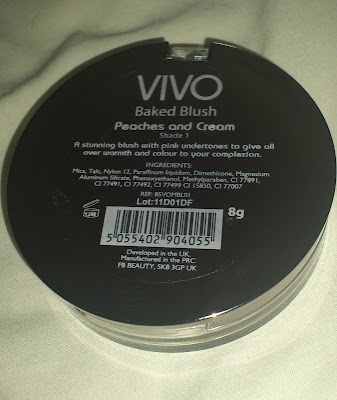 VIVO
Baked Blush
Peaches and Cream
Shade 1
A stunning blush with pink undertones to give all
over warmth and colour to your complexion.
INGREDIENTS:
Mica, Talc, Nylon 12, Paraffinum liquidum, Dimethicone, Magnesium
Aluminum Silicate, Phenoxyethanol, Methylparaben, CI 77891,
CI 77491, CI 77492, CI 77499 CI 15850, CI 77007
REF: BSVOMBL01
Lot:11D01DF
8g
5 055402 904055
Developed in the U.K.
Manufactured in the PRC
FB BEAUTY, SK8 3GP UK